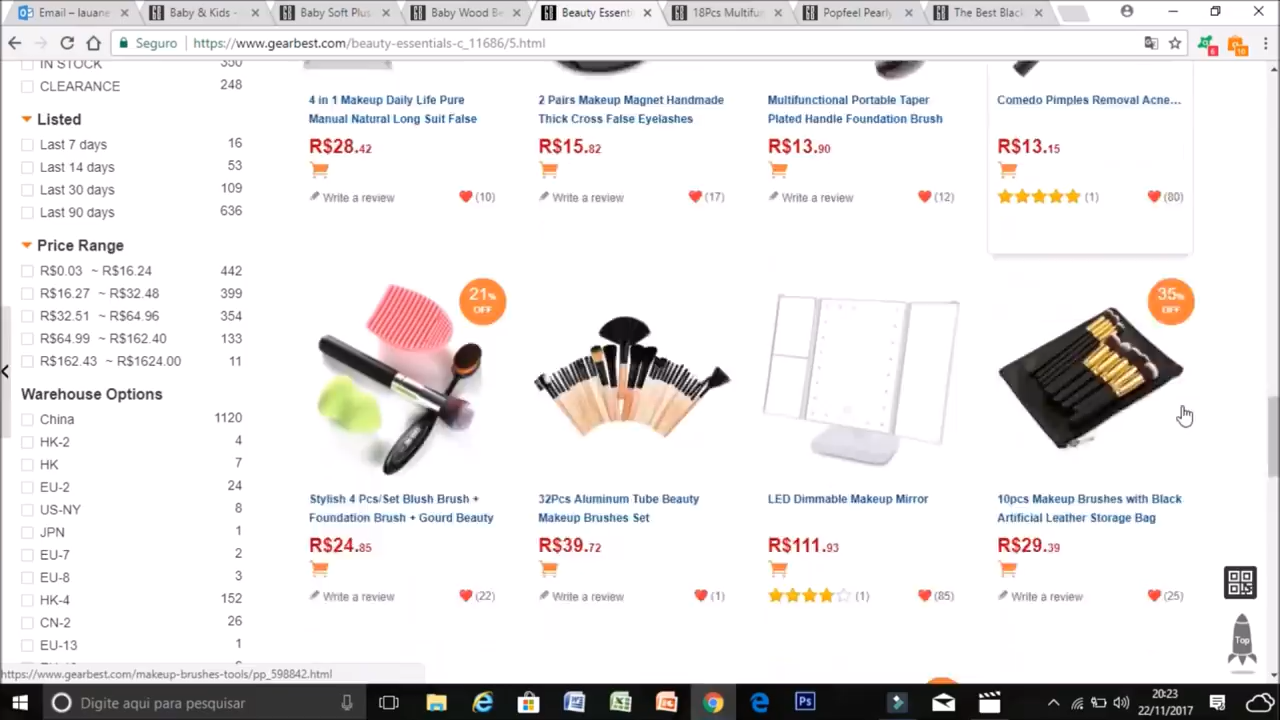 Email – lauane
Baby & Kids -
Baby Soft Plus
Baby Wood Be
Beauty Essenti
18Pcs Multifun
Popfeel Pearly
The Best Black
Seguro
https://www.gearbest.com/beauty-essentials-c_11686/5.html
6
10
IN STOCK 350
CLEARANCE 248
Listed
Last 7 days 16
Last 14 days 53
Last 30 days 109
Last 90 days 636
Price Range
R$0.03 ~ R$16.24 442
R$16.27 ~ R$32.48 399
R$32.51 ~ R$64.96 354
R$64.99 ~ R$162.40 133
R$162.43 ~ R$1624.00 11
Warehouse Options
China 1120
HK-2 4
HK 7
EU-2 24
US-NY 8
JPN 1
EU-7 2
EU-8 3
HK-4 152
CN-2 26
EU-13 1
4 in 1 Makeup Daily Life Pure
Manual Natural Long Suit False
R$28.42
Write a review (10)
2 Pairs Makeup Magnet Handmade
Thick Cross False Eyelashes
R$15.82
Write a review (17)
Multifunctional Portable Taper
Plated Handle Foundation Brush
R$13.90
Write a review (12)
Comedo Pimples Removal Acne...
R$13.15
(1) (80)
21% OFF
Stylish 4 Pcs/Set Blush Brush +
Foundation Brush + Gourd Beauty
R$24.85
Write a review (22)
32Pcs Aluminum Tube Beauty
Makeup Brushes Set
R$39.72
Write a review (1)
LED Dimmable Makeup Mirror
R$111.93
(1) (85)
35% OFF
10pcs Makeup Brushes with Black
Artificial Leather Storage Bag
R$29.39
Write a review (25)
Top
https://www.gearbest.com/makeup-brushes-tools/pp_598842.html
Digite aqui para pesquisar
20:23
22/11/2017